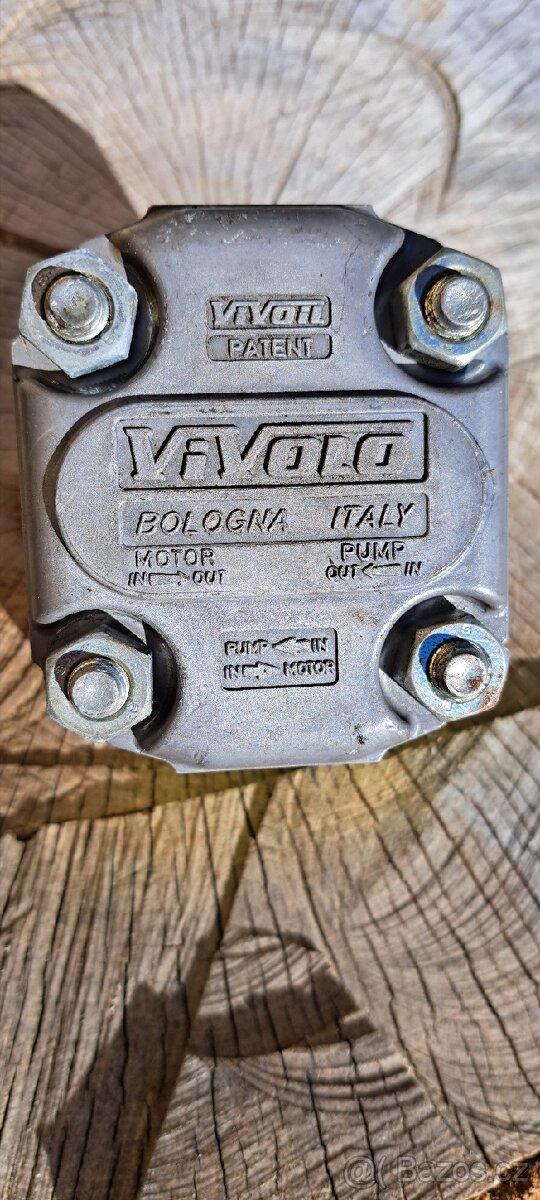 ViVOiL
PATENT
ViVOLO
BOLOGNA ITALY
MOTOR PUMP
IN → OUT OUT ← IN
PUMP ← IN
IN → MOTOR
@Bazos.cz